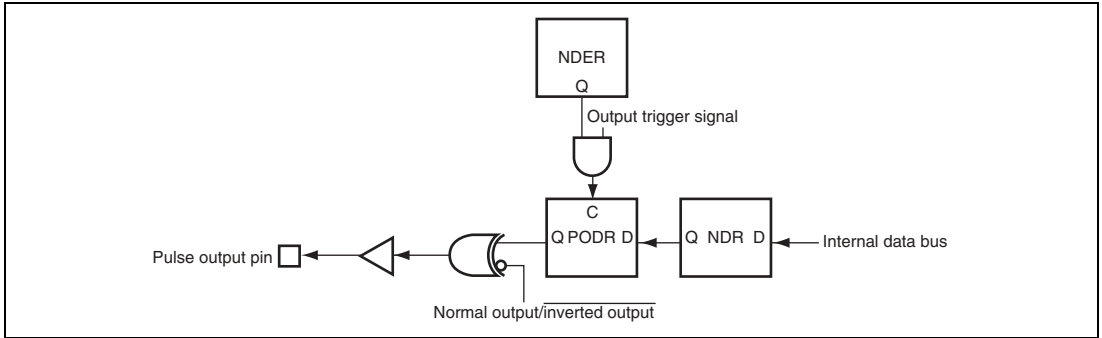 NDER
Q
Output trigger signal
C
Q PODR D
Q NDR D
Internal data bus
Pulse output pin
Normal output/inverted output